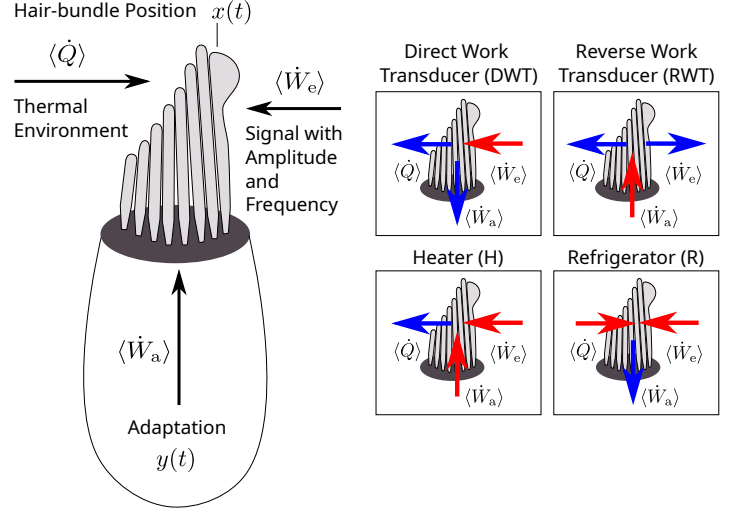 Hair-bundle Position x(t)
⟨Q̇⟩
Thermal
Environment
⟨Ẇₑ⟩
Signal with
Amplitude
and
Frequency
⟨Ẇₐ⟩
Adaptation
y(t)
Direct Work
Transducer (DWT)
⟨Q̇⟩ ⟨Ẇₑ⟩
⟨Ẇₐ⟩
Reverse Work
Transducer (RWT)
⟨Q̇⟩ ⟨Ẇₑ⟩
⟨Ẇₐ⟩
Heater (H)
⟨Q̇⟩ ⟨Ẇₑ⟩
⟨Ẇₐ⟩
Refrigerator (R)
⟨Q̇⟩ ⟨Ẇₑ⟩
⟨Ẇₐ⟩